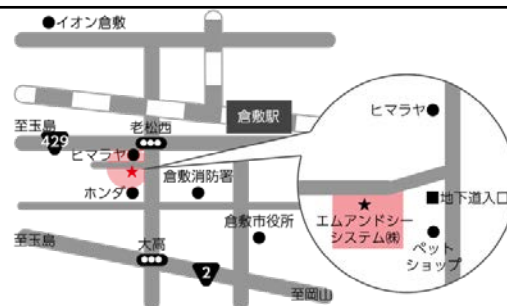 イオン倉敷
倉敷駅
ヒマラヤ
至玉島
老松西
429
ヒマラヤ
ホンダ
倉敷消防署
地下道入口
エムアンドシー
システム㈱
ペット
ショップ
倉敷市役所
至玉島
大高
2
至岡山